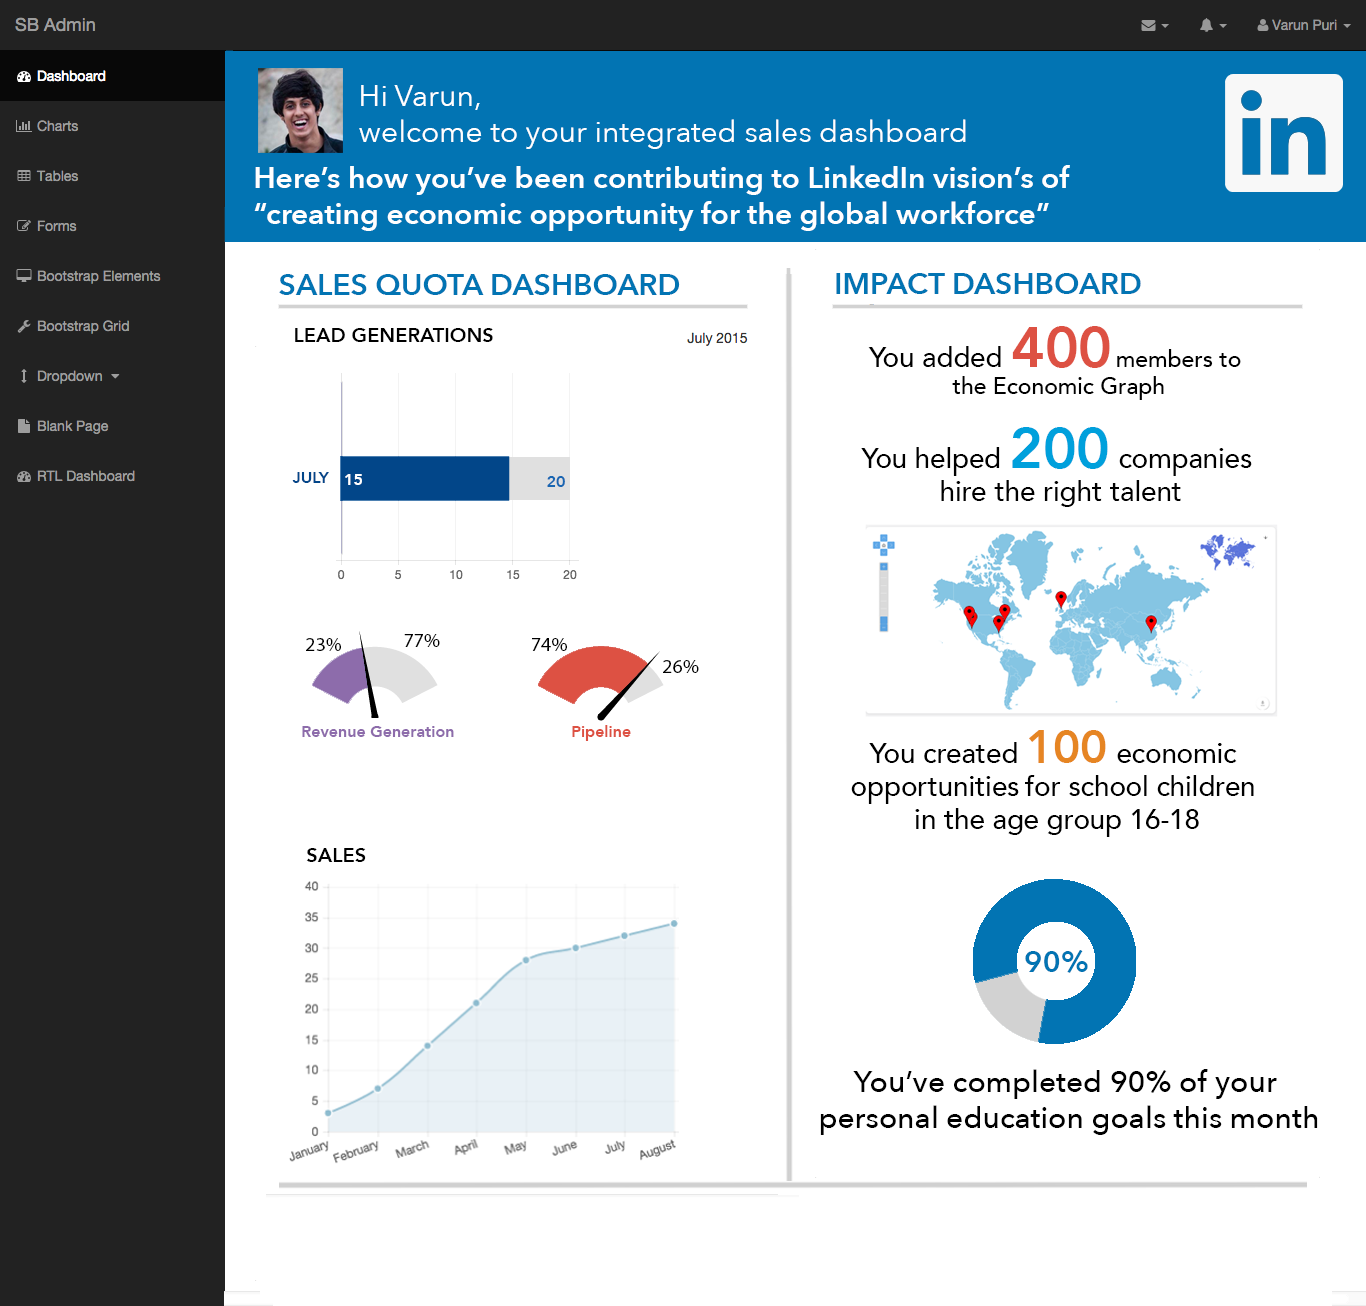 SB Admin
Varun Puri
Dashboard
Charts
Tables
Forms
Bootstrap Elements
Bootstrap Grid
Dropdown
Blank Page
RTL Dashboard
Hi Varun,
welcome to your integrated sales dashboard
Here's how you've been contributing to LinkedIn vision's of
“creating economic opportunity for the global workforce”
in
SALES QUOTA DASHBOARD
LEAD GENERATIONS
July 2015
JULY
15
20
0 5 10 15 20
23% 77%
Revenue Generation
74% 26%
Pipeline
SALES
40
35
30
25
20
15
10
5
0
January February March April May June July August
IMPACT DASHBOARD
You added 400 members to
the Economic Graph
You helped 200 companies
hire the right talent
You created 100 economic
opportunities for school children
in the age group 16-18
90%
You've completed 90% of your
personal education goals this month